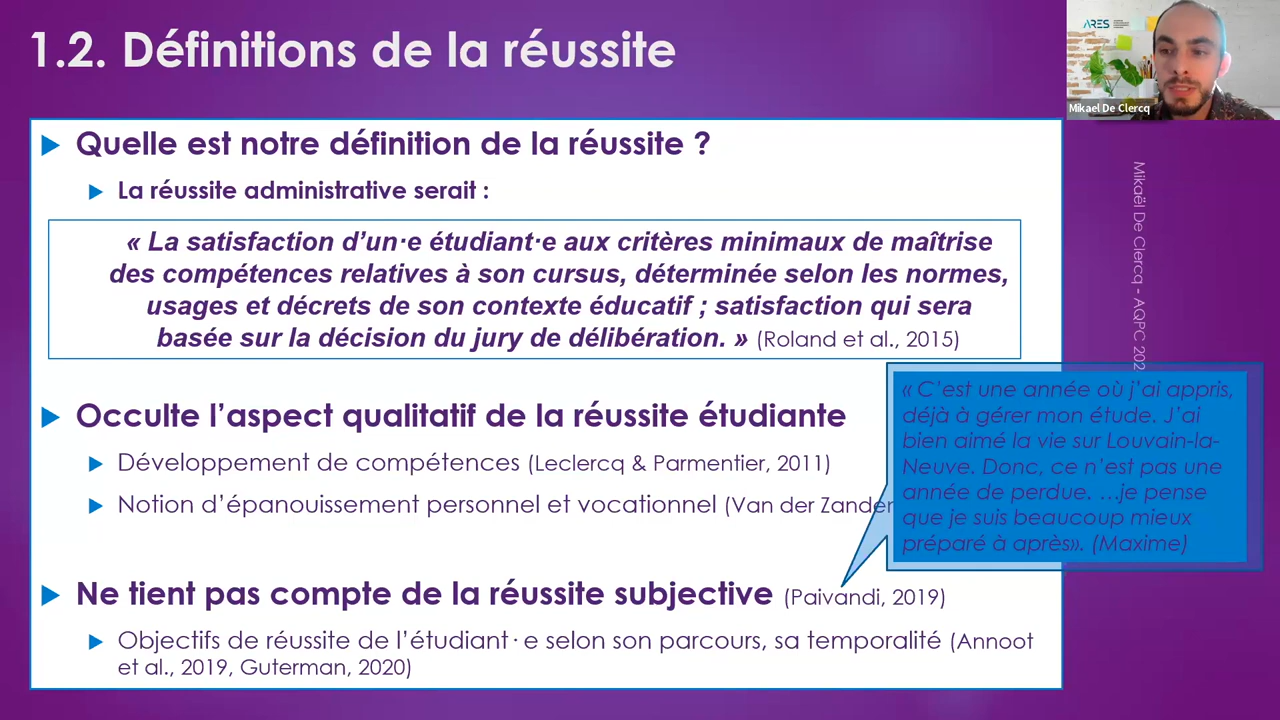 1.2. Définitions de la réussite
ARES
Mikael De Clercq
Quelle est notre définition de la réussite ?
La réussite administrative serait :
« La satisfaction d’un·e étudiant·e aux critères minimaux de maîtrise
des compétences relatives à son cursus, déterminée selon les normes,
usages et décrets de son contexte éducatif ; satisfaction qui sera
basée sur la décision du jury de délibération. » (Roland et al., 2015)
Mikaël De Clercq - AQPC 202
Occulte l’aspect qualitatif de la réussite étudiante
Développement de compétences (Leclercq & Parmentier, 2011)
Notion d’épanouissement personnel et vocationnel (Van der Zanden
« C’est une année où j’ai appris,
déjà à gérer mon étude. J’ai
bien aimé la vie sur Louvain-la-
Neuve. Donc, ce n’est pas une
année de perdue. …je pense
que je suis beaucoup mieux
préparé à après». (Maxime)
Ne tient pas compte de la réussite subjective (Paivandi, 2019)
Objectifs de réussite de l’étudiant·e selon son parcours, sa temporalité (Annoot
et al., 2019, Guterman, 2020)